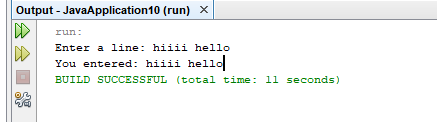 Output - JavaApplication10 (run) ×
run:
Enter a line: hiiii hello
You entered: hiiii hello
BUILD SUCCESSFUL (total time: 11 seconds)